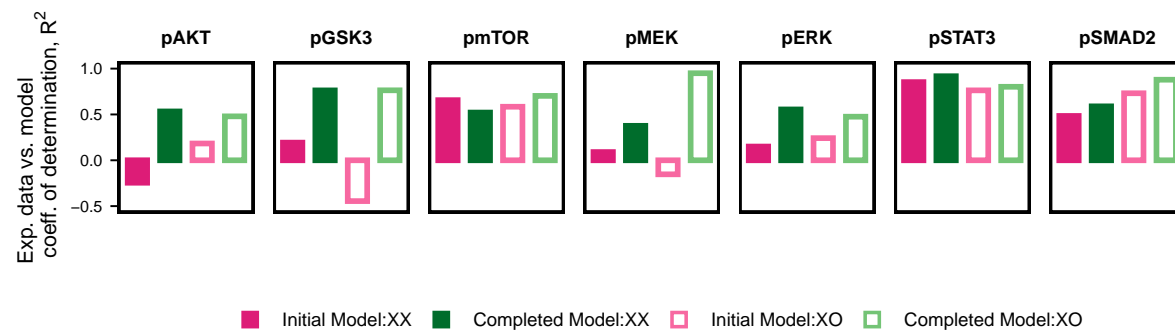 pAKT pGSK3 pmTOR pMEK pERK pSTAT3 pSMAD2
Exp. data vs. model
coeff. of determination, R²
1.0
0.5
0.0
−0.5
Initial Model:XX Completed Model:XX Initial Model:XO Completed Model:XO